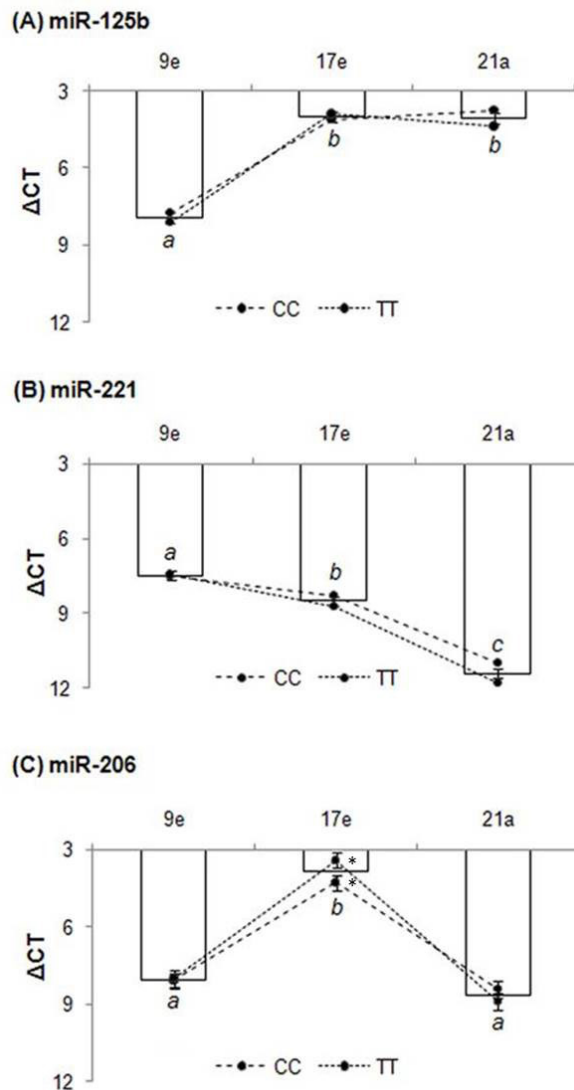 (A) miR-125b
9e 17e 21a
3
6
9
12
ΔCT
a b b
CC TT
(B) miR-221
9e 17e 21a
3
6
9
12
ΔCT
a b c
CC TT
(C) miR-206
9e 17e 21a
3
6
9
12
ΔCT
*
*
a b a
CC TT